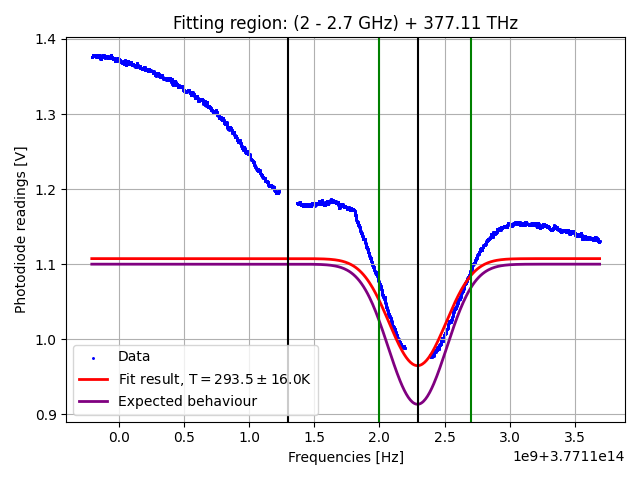 Fitting region: (2 - 2.7 GHz) + 377.11 THz
Photodiode readings [V]
1.4
1.3
1.2
1.1
1.0
0.9
Data
Fit result, T = 293.5 ± 16.0K
Expected behaviour
0.0 0.5 1.0 1.5 2.0 2.5 3.0 3.5
Frequencies [Hz] 1e9+3.7711e14